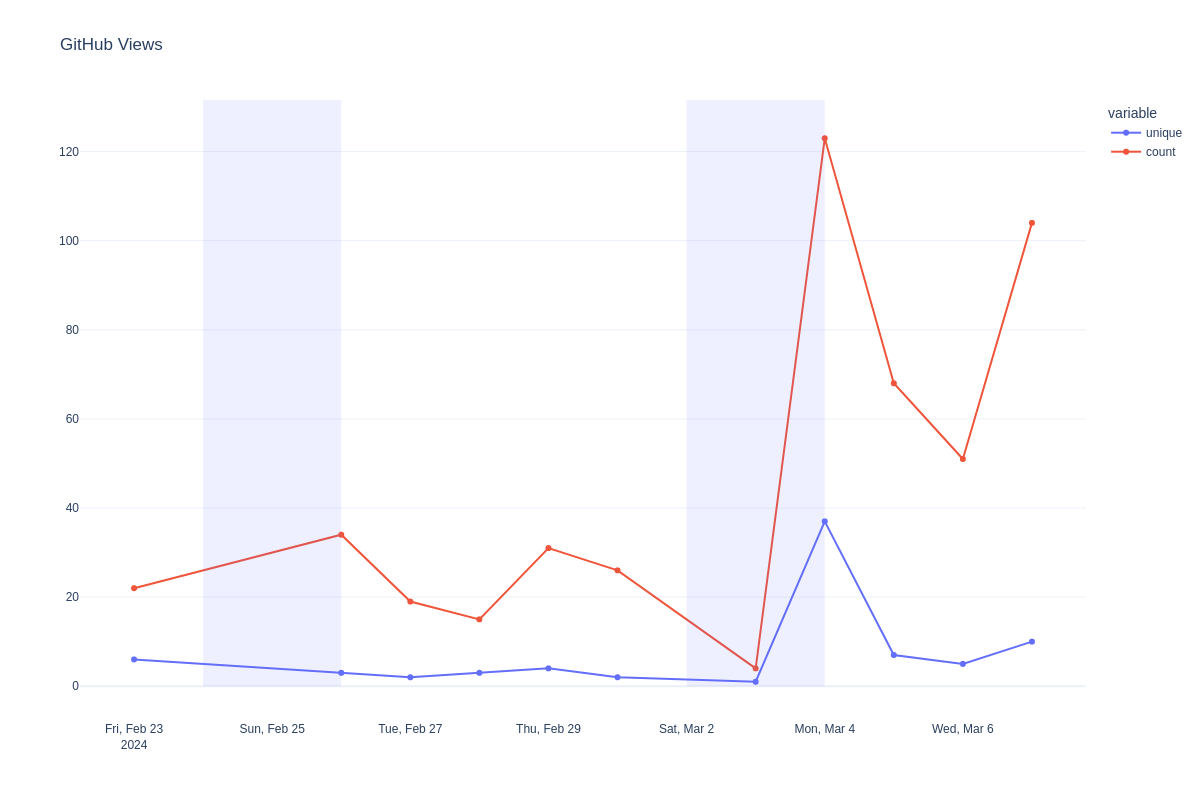 GitHub Views
variable
unique
count
120
100
80
60
40
20
0
Fri, Feb 23
2024
Sun, Feb 25
Tue, Feb 27
Thu, Feb 29
Sat, Mar 2
Mon, Mar 4
Wed, Mar 6